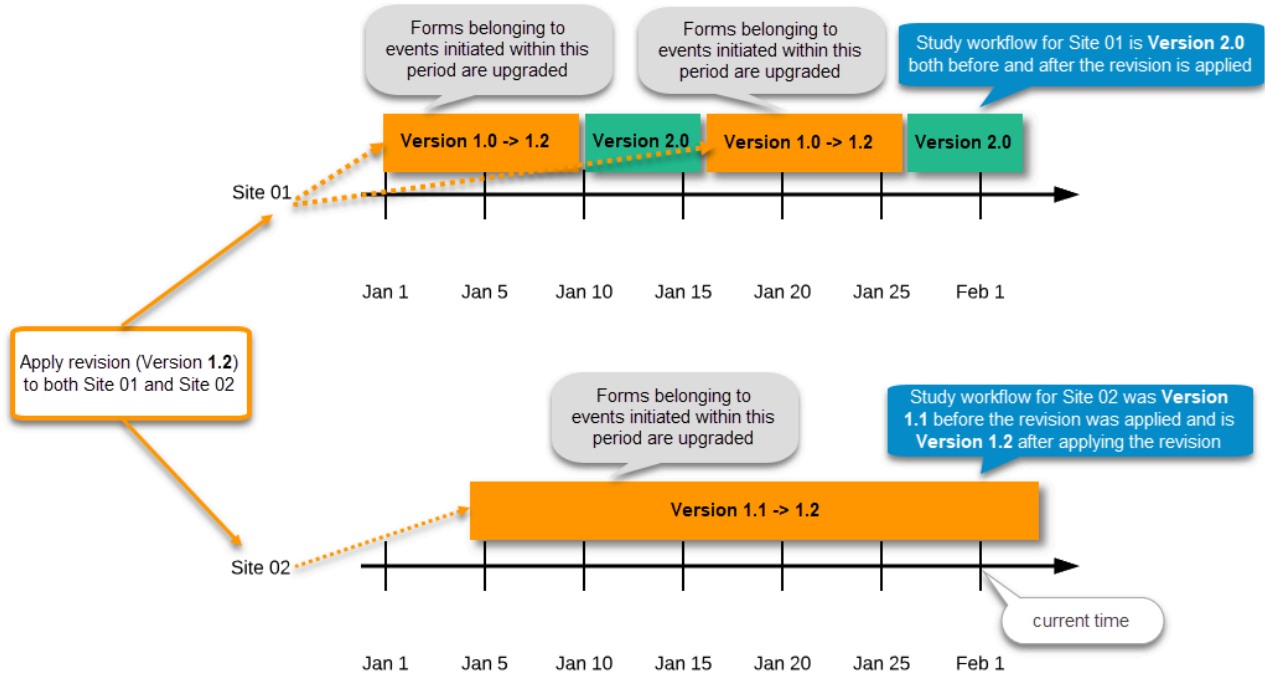 Forms belonging to
events initiated within this
period are upgraded
Forms belonging to
events initiated within this
period are upgraded
Study workflow for Site 01 is Version 2.0
both before and after the revision is applied
Version 1.0 -> 1.2
Version 2.0
Version 1.0 -> 1.2
Version 2.0
Site 01
Jan 1
Jan 5
Jan 10
Jan 15
Jan 20
Jan 25
Feb 1
Apply revision (Version 1.2)
to both Site 01 and Site 02
Forms belonging to
events initiated within this
period are upgraded
Study workflow for Site 02 was Version
1.1 before the revision was applied and is
Version 1.2 after applying the revision
Version 1.1 -> 1.2
Site 02
current time
Jan 1
Jan 5
Jan 10
Jan 15
Jan 20
Jan 25
Feb 1